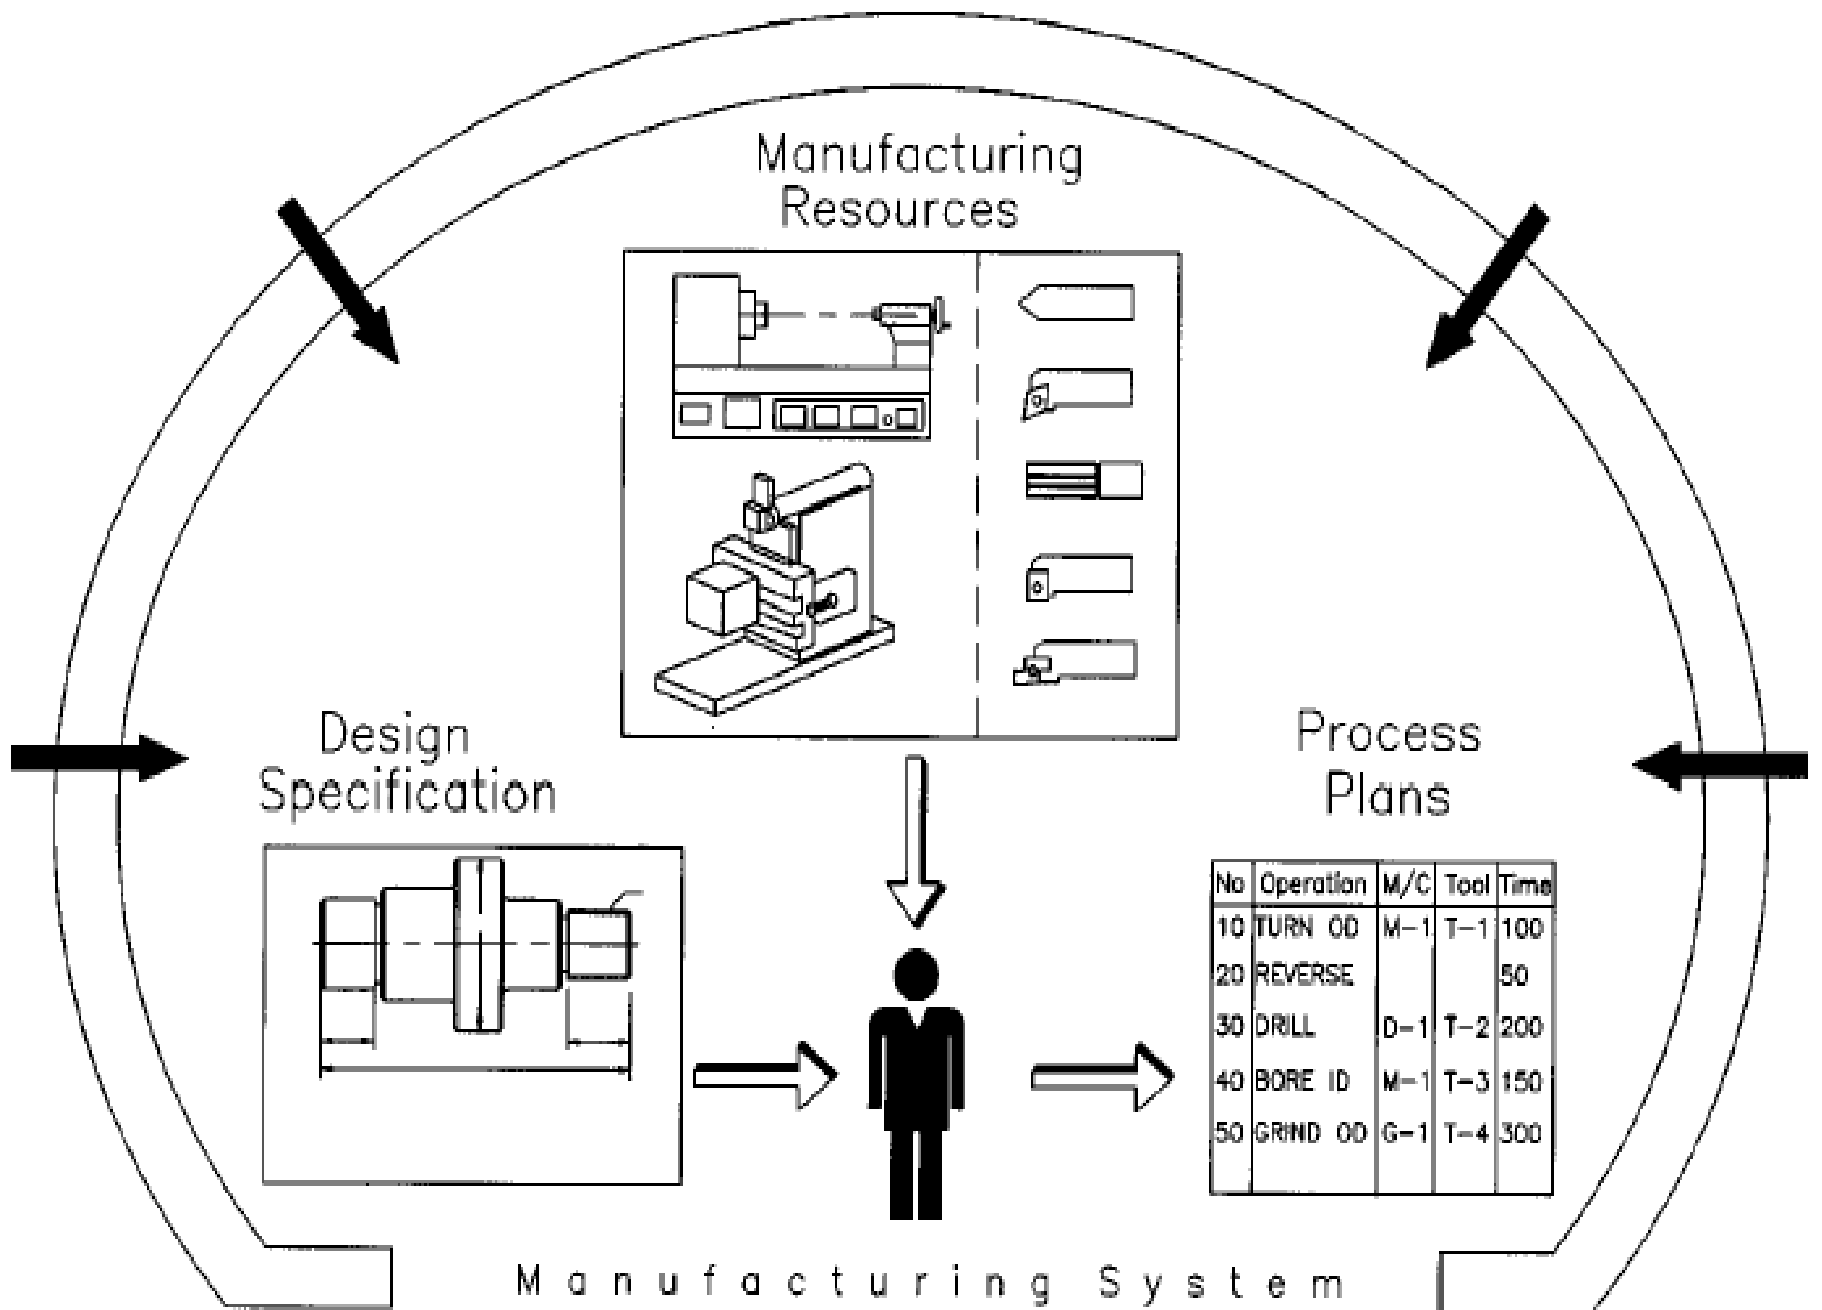 Manufacturing
Resources
Design
Specification
Process
Plans
No Operation M/C Tool Time
10 TURN OD M-1 T-1 100
20 REVERSE 50
30 DRILL D-1 T-2 200
40 BORE ID M-1 T-3 150
50 GRIND OD G-1 T-4 300
Manufacturing System